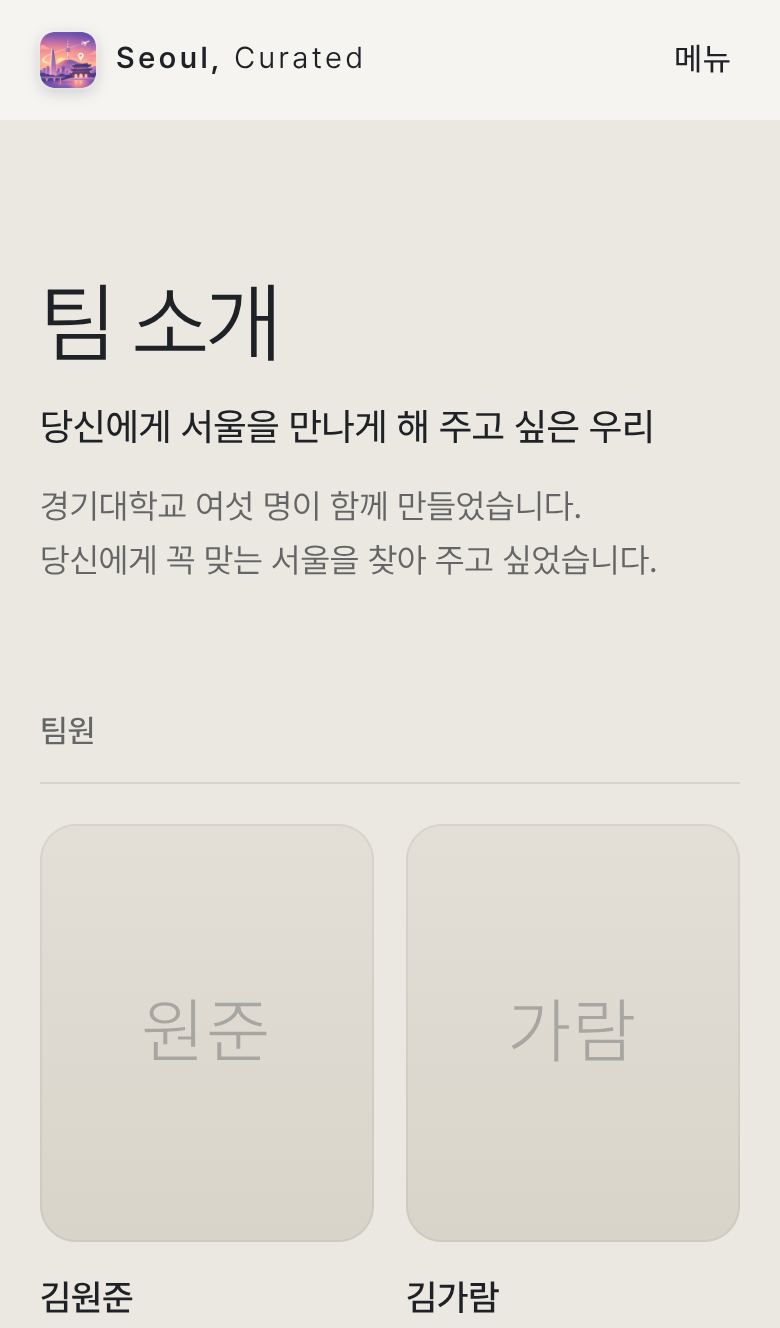 Seoul, Curated
메뉴
팀 소개
당신에게 서울을 만나게 해 주고 싶은 우리
경기대학교 여섯 명이 함께 만들었습니다.
당신에게 꼭 맞는 서울을 찾아 주고 싶었습니다.
팀원
원준
가람
김원준
김가람